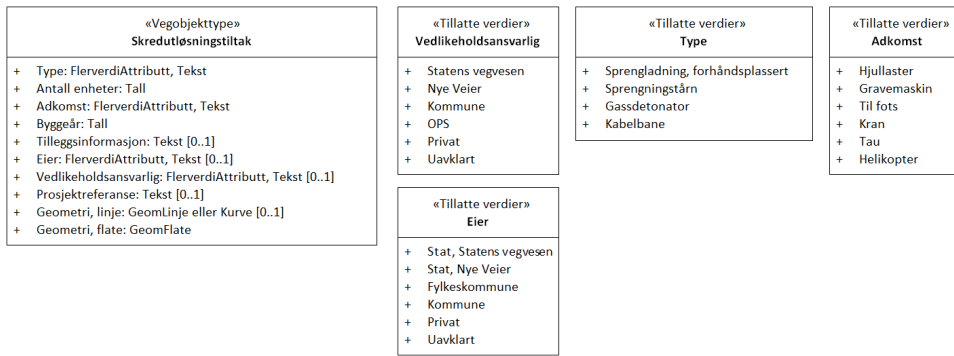 «Vegobjekttype»
Skredutløsningstiltak
+ Type: FlerverdiAttributt, Tekst
+ Antall enheter: Tall
+ Adkomst: FlerverdiAttributt, Tekst
+ Byggeår: Tall
+ Tilleggsinformasjon: Tekst [0..1]
+ Eier: FlerverdiAttributt, Tekst [0..1]
+ Vedlikeholdsansvarlig: FlerverdiAttributt, Tekst [0..1]
+ Prosjektreferanse: Tekst [0..1]
+ Geometri, linje: GeomLinje eller Kurve [0..1]
+ Geometri, flate: GeomFlate
«Tillatte verdier»
Vedlikeholdsansvarlig
+ Statens vegvesen
+ Nye Veier
+ Kommune
+ OPS
+ Privat
+ Uavklart
«Tillatte verdier»
Eier
+ Stat, Statens vegvesen
+ Stat, Nye Veier
+ Fylkeskommune
+ Kommune
+ Privat
+ Uavklart
«Tillatte verdier»
Type
+ Sprengladning, forhåndsplassert
+ Sprengningstårn
+ Gassdetonator
+ Kabelbane
«Tillatte verdier»
Adkomst
+ Hjullaster
+ Gravemaskin
+ Til fots
+ Kran
+ Tau
+ Helikopter